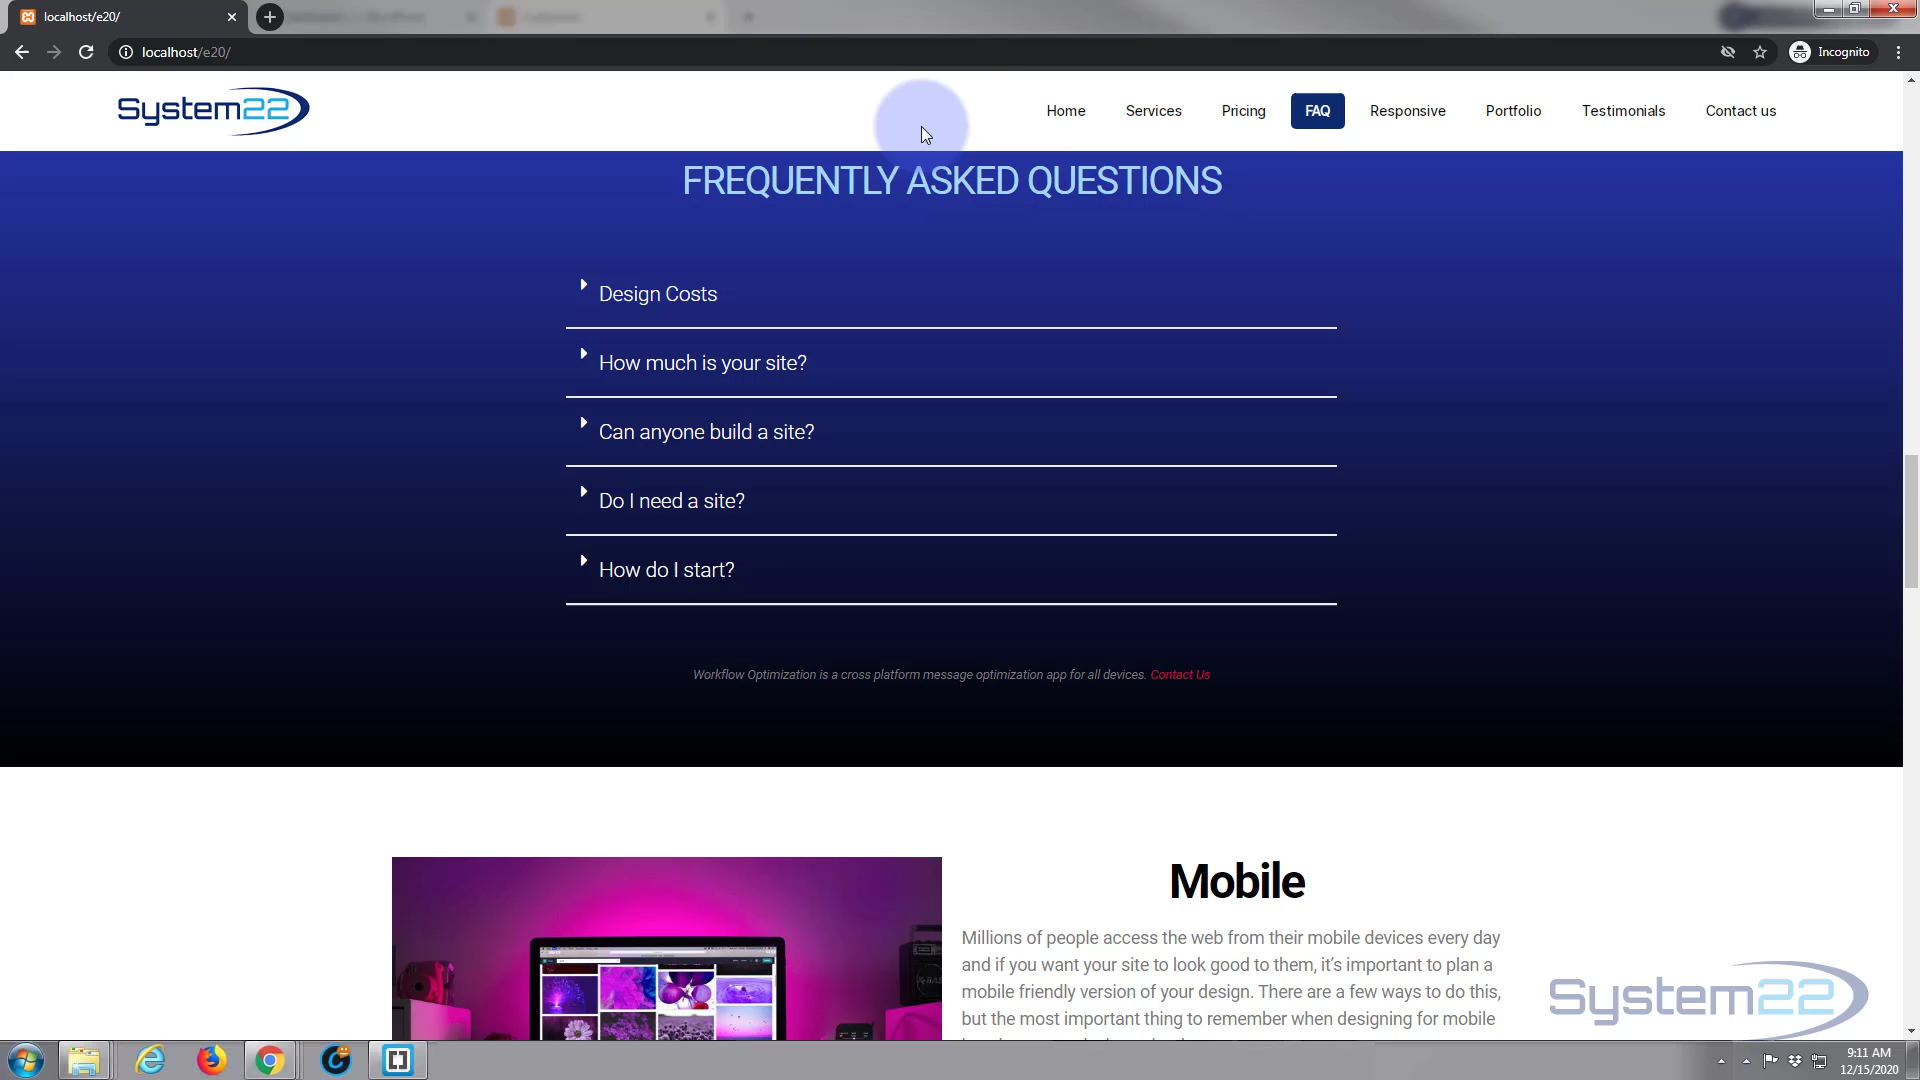 localhost/e20/
localhost/e20/
Incognito
System22
Home
Services
Pricing
FAQ
Responsive
Portfolio
Testimonials
Contact us
FREQUENTLY ASKED QUESTIONS
Design Costs
How much is your site?
Can anyone build a site?
Do I need a site?
How do I start?
Workflow Optimization is a cross platform message optimization app for all devices. Contact Us
Mobile
Millions of people access the web from their mobile devices every day
and if you want your site to look good to them, it’s important to plan a
mobile friendly version of your design. There are a few ways to do this,
but the most important thing to remember when designing for mobile
System22
9:11 AM
12/15/2020